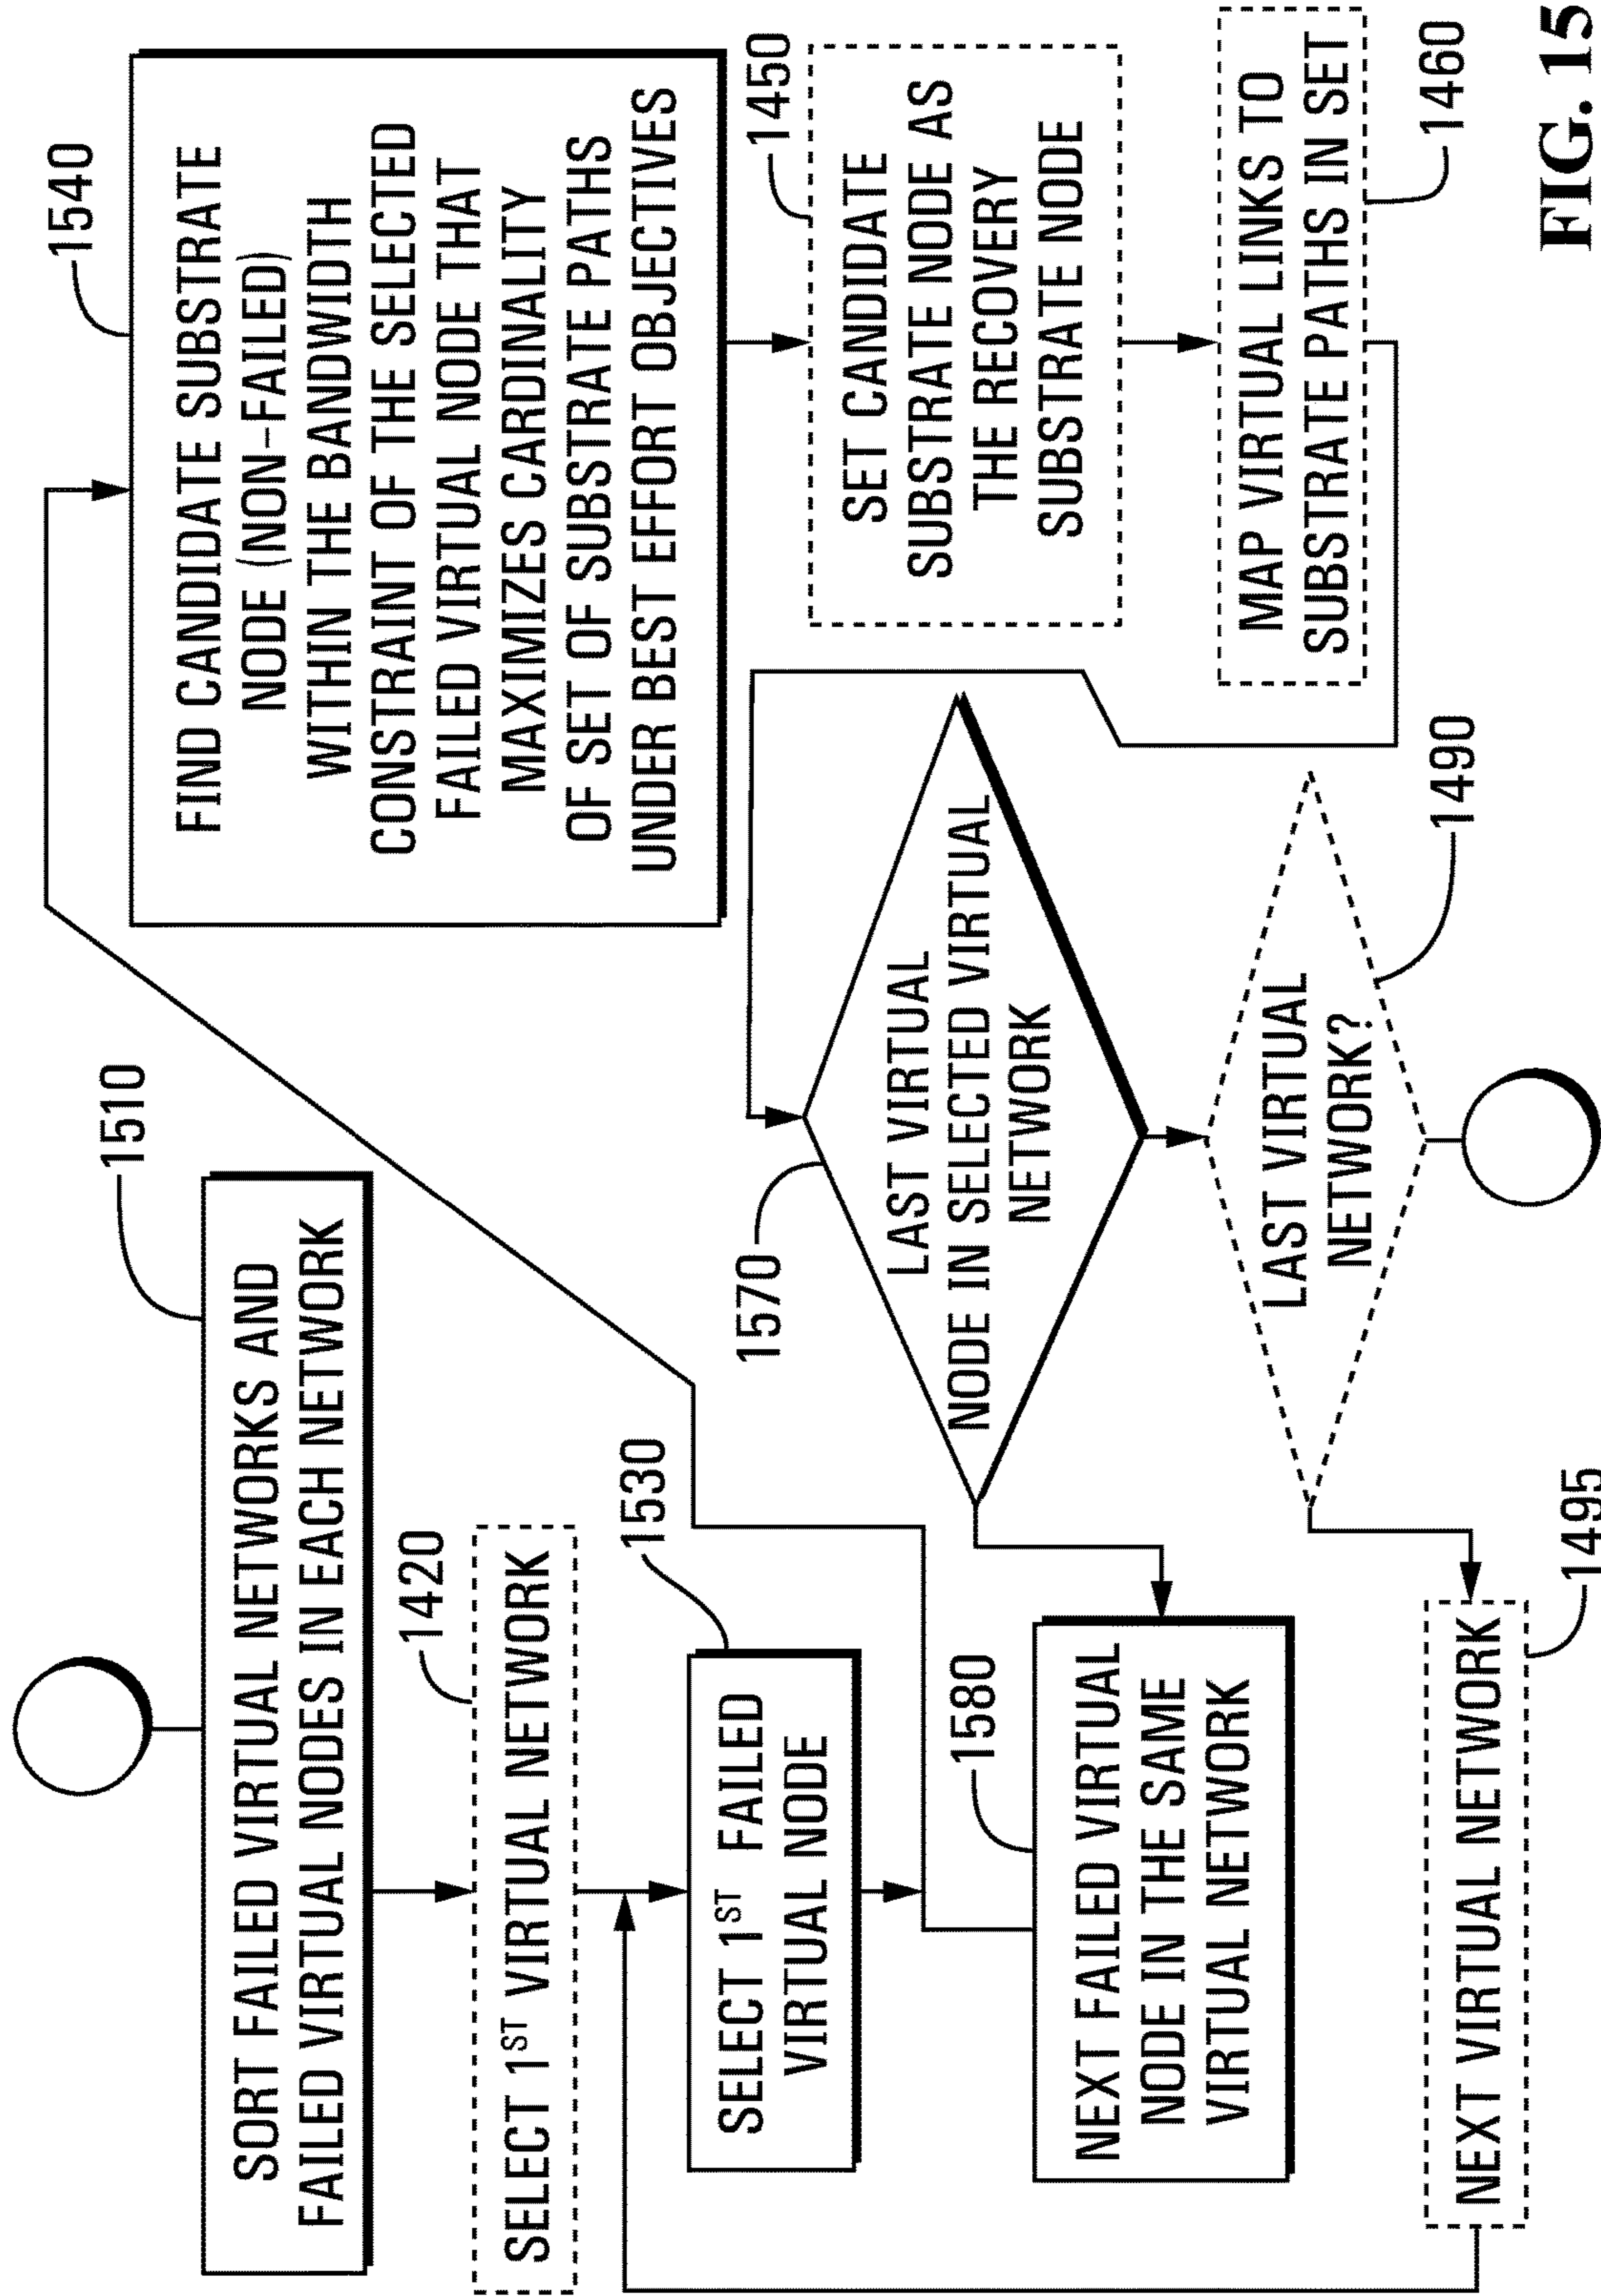 1510
SORT FAILED VIRTUAL NETWORKS AND
FAILED VIRTUAL NODES IN EACH NETWORK
1420
SELECT 1ST VIRTUAL NETWORK
1530
SELECT 1ST FAILED
VIRTUAL NODE
1580
NEXT FAILED VIRTUAL
NODE IN THE SAME
VIRTUAL NETWORK
NEXT VIRTUAL NETWORK
1495
1540
FIND CANDIDATE SUBSTRATE
NODE (NON-FAILED)
WITHIN THE BANDWIDTH
CONSTRAINT OF THE SELECTED
FAILED VIRTUAL NODE THAT
MAXIMIZES CARDINALITY
OF SET OF SUBSTRATE PATHS
UNDER BEST EFFORT OBJECTIVES
1450
SET CANDIDATE
SUBSTRATE NODE AS
THE RECOVERY
SUBSTRATE NODE
MAP VIRTUAL LINKS TO
SUBSTRATE PATHS IN SET
1460
1570
LAST VIRTUAL
NODE IN SELECTED VIRTUAL
NETWORK
LAST VIRTUAL
NETWORK?
1490
FIG. 15